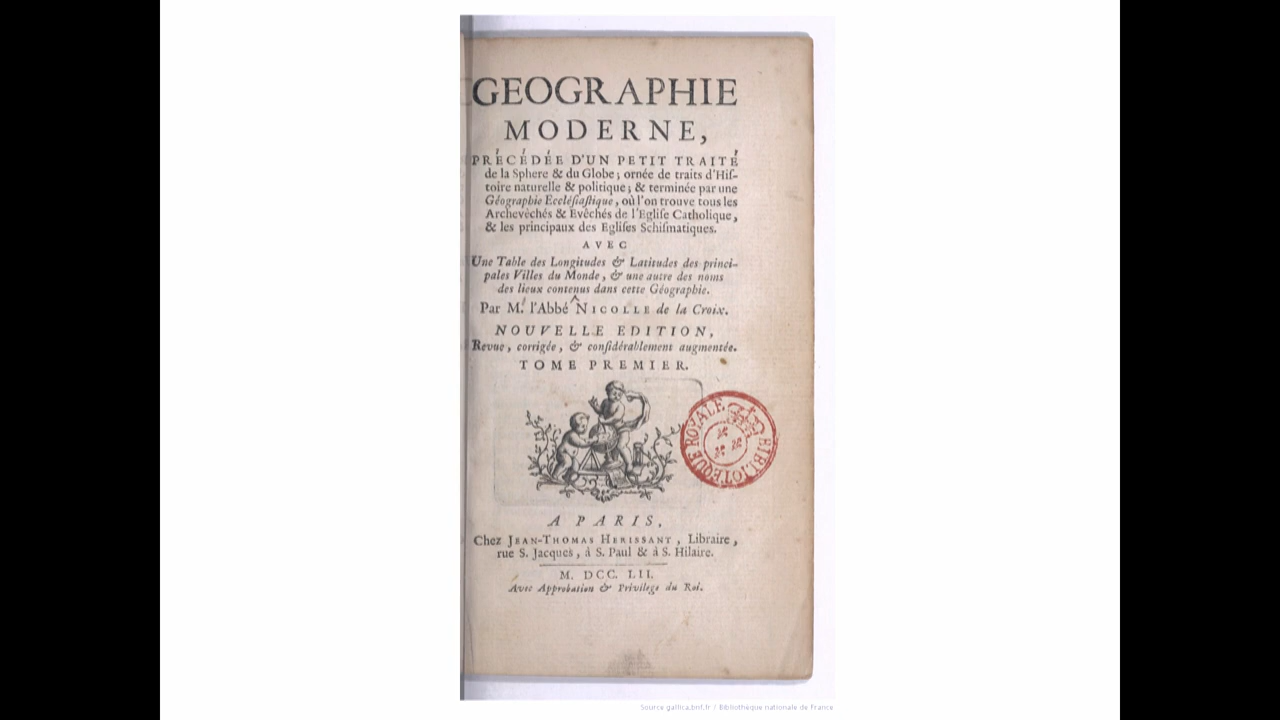 GEOGRAPHIE
MODERNE,
PRÉCÉDÉE D'UN PETIT TRAITÉ
de la Sphere & du Globe ; ornée de traits d'Hiſ-
toire naturelle & politique ; & terminée par une
Géographie Eccléſiaſtique, où l'on trouve tous les
Archevèchés & Evêchés de l'Egliſe Catholique,
& les principaux des Egliſes Schiſmatiques.
AVEC
Une Table des Longitudes & Latitudes des princi-
pales Villes du Monde, & une autre des noms
des lieux contenus dans cette Géographie.
Par M. l'Abbé NICOLLE de la Croix.
NOUVELLE EDITION,
Revue, corrigée, & conſidérablement augmentée.
TOME PREMIER.
BIBLIOTEQUE ROYALE
A PARIS,
Chez JEAN-THOMAS HERISSANT, Libraire,
rue S. Jacques, à S. Paul & à S. Hilaire.
M. DCC. LII.
Avec Approbation & Privilege du Roi.
Source gallica.bnf.fr / Bibliothèque nationale de France